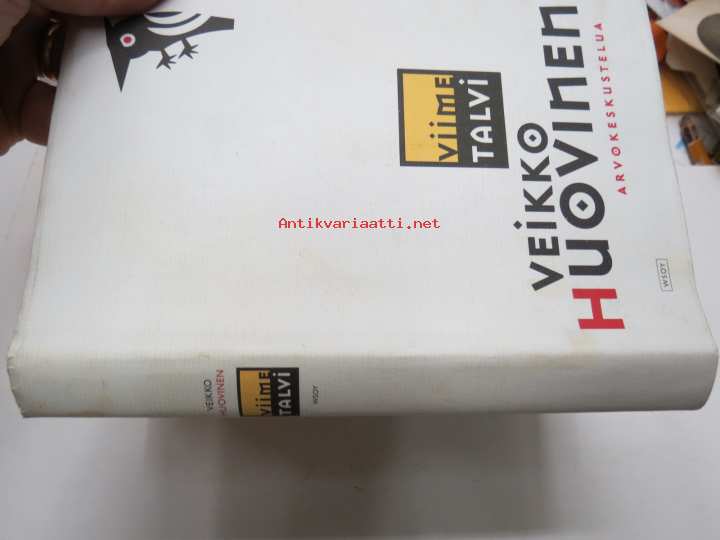 VEIKKO
HUOVINEN
ARVOKESKUSTELUA
VIIME
TALVI
WSOY
Antikvariaatti.net
VEIKKO
HUOVINEN
VIIME
TALVI
WSOY